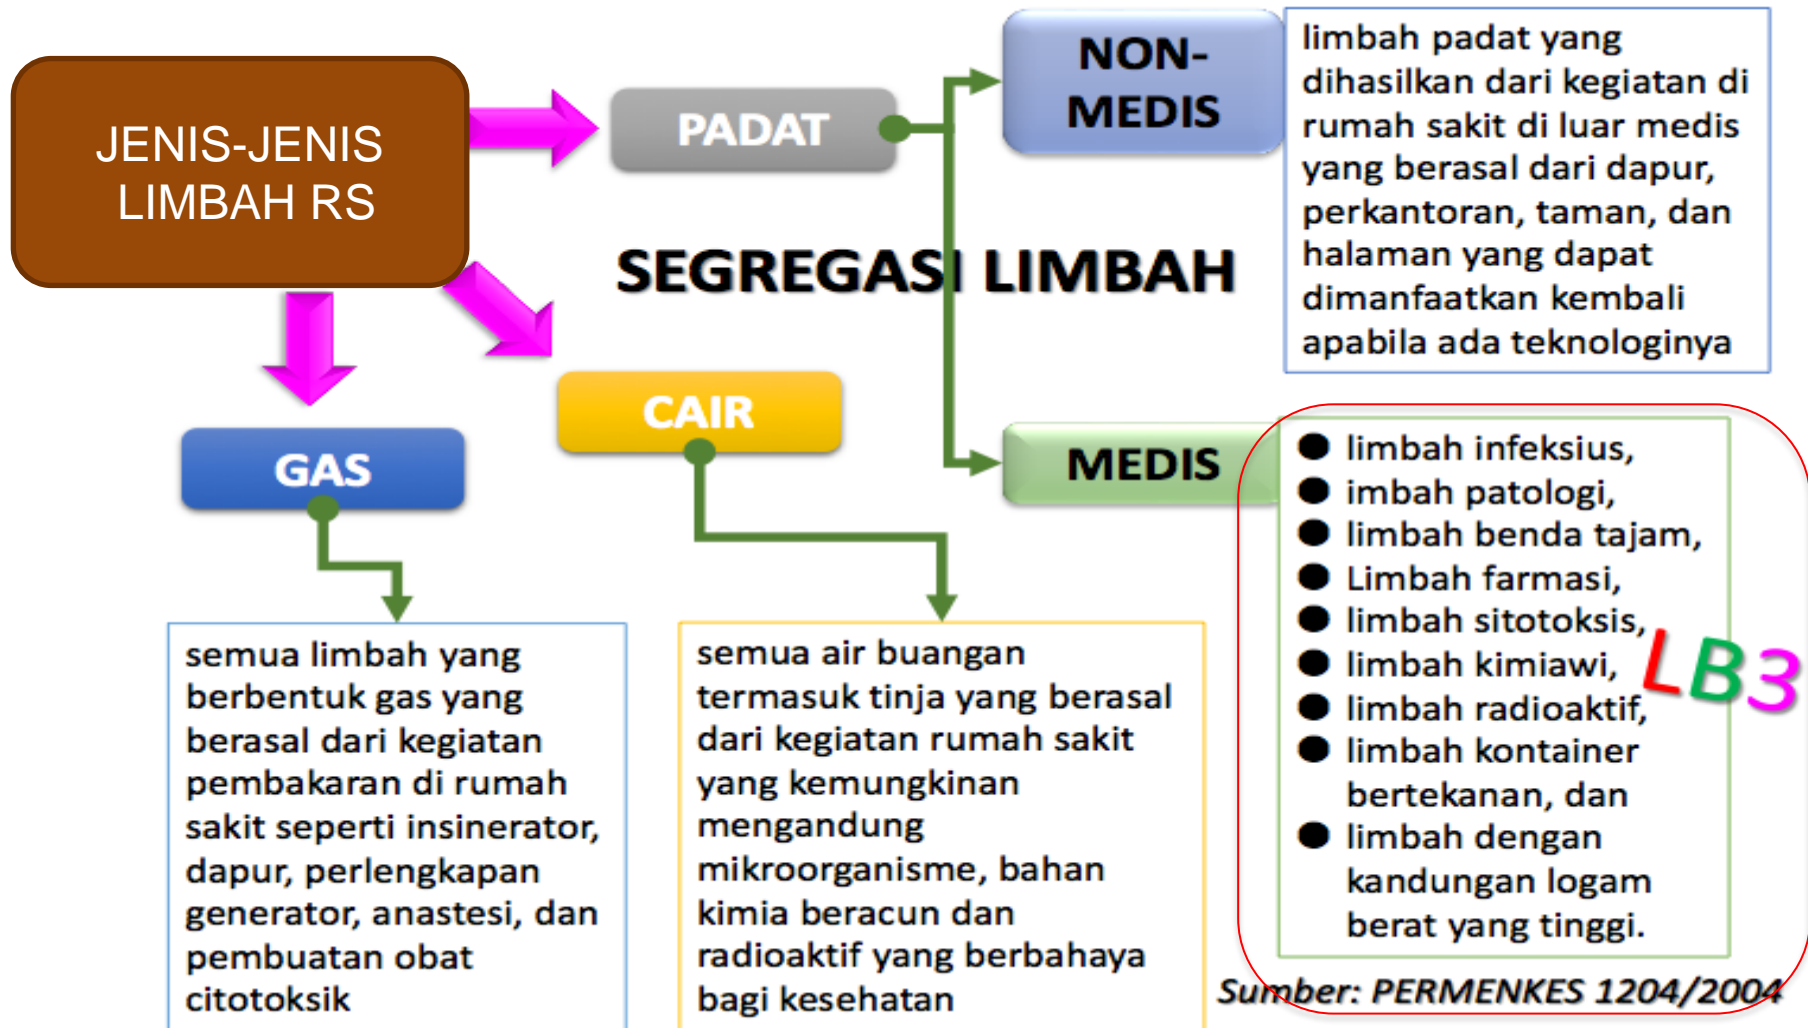 JENIS-JENIS
LIMBAH RS
PADAT
NON-
MEDIS
limbah padat yang
dihasilkan dari kegiatan di
rumah sakit di luar medis
yang berasal dari dapur,
perkantoran, taman, dan
halaman yang dapat
dimanfaatkan kembali
apabila ada teknologinya
SEGREGASI LIMBAH
GAS
CAIR
MEDIS
● limbah infeksius,
● imbah patologi,
● limbah benda tajam,
● Limbah farmasi,
● limbah sitotoksis,
● limbah kimiawi,
● limbah radioaktif,
● limbah kontainer
bertekanan, dan
● limbah dengan
kandungan logam
berat yang tinggi.
LB3
semua limbah yang
berbentuk gas yang
berasal dari kegiatan
pembakaran di rumah
sakit seperti insinerator,
dapur, perlengkapan
generator, anastesi, dan
pembuatan obat
citotoksik
semua air buangan
termasuk tinja yang berasal
dari kegiatan rumah sakit
yang kemungkinan
mengandung
mikroorganisme, bahan
kimia beracun dan
radioaktif yang berbahaya
bagi kesehatan
Sumber: PERMENKES 1204/2004